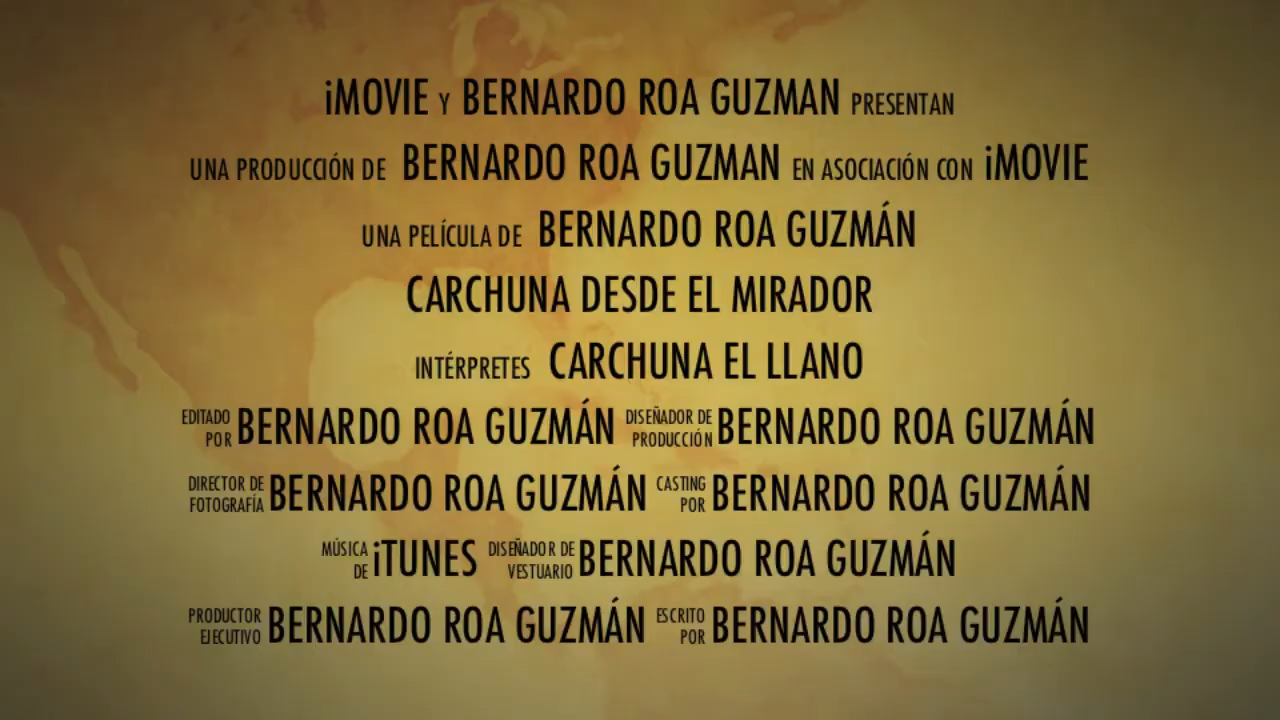 iMOVIE Y BERNARDO ROA GUZMAN PRESENTAN
UNA PRODUCCIÓN DE BERNARDO ROA GUZMAN EN ASOCIACIÓN CON iMOVIE
UNA PELÍCULA DE BERNARDO ROA GUZMÁN
CARCHUNA DESDE EL MIRADOR
INTÉRPRETES CARCHUNA EL LLANO
EDITADO POR BERNARDO ROA GUZMÁN DISEÑADOR DE PRODUCCIÓN BERNARDO ROA GUZMÁN
DIRECTOR DE FOTOGRAFÍA BERNARDO ROA GUZMÁN CASTING POR BERNARDO ROA GUZMÁN
MÚSICA DE iTUNES DISEÑADOR DE VESTUARIO BERNARDO ROA GUZMÁN
PRODUCTOR EJECUTIVO BERNARDO ROA GUZMÁN ESCRITO POR BERNARDO ROA GUZMÁN